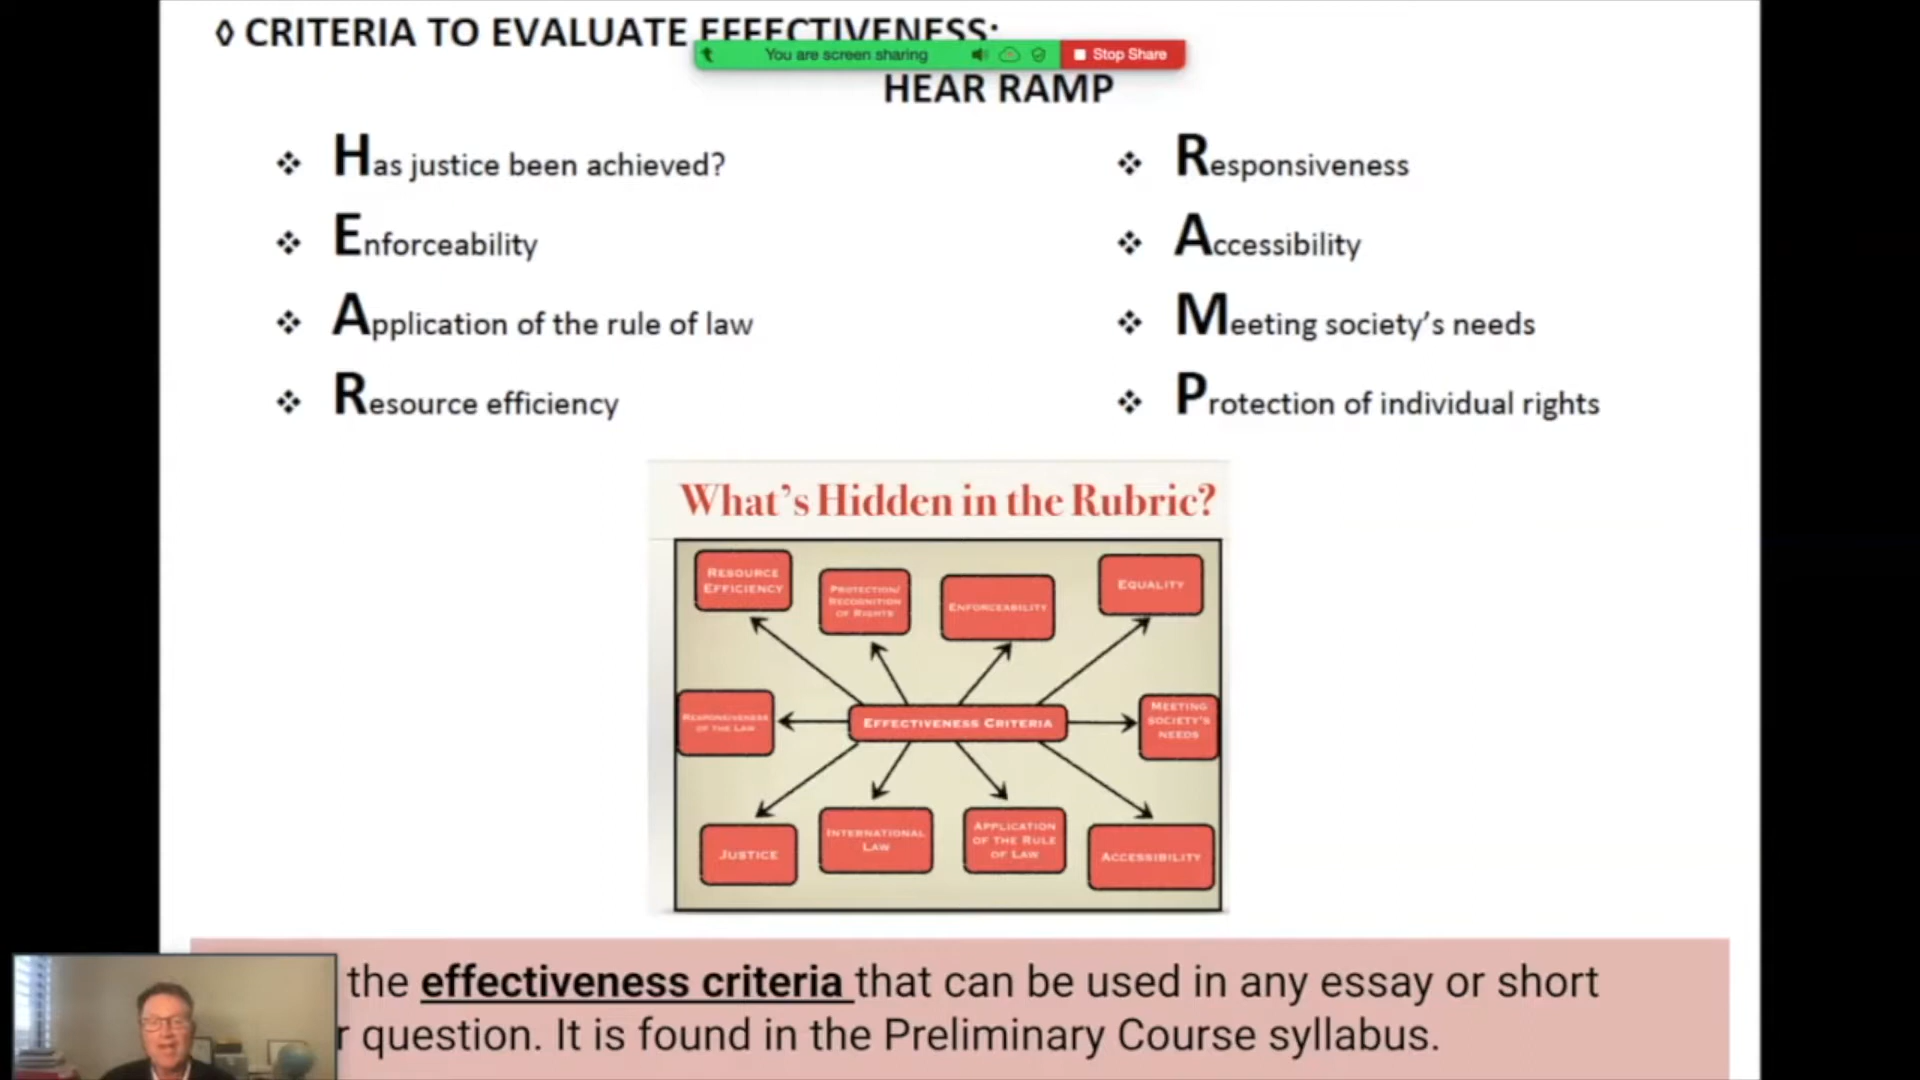 ◊ CRITERIA TO EVALUATE EFFECTIVENESS:
You are screen sharing
Stop Share
HEAR RAMP
❖ Has justice been achieved?
❖ Enforceability
❖ Application of the rule of law
❖ Resource efficiency
❖ Responsiveness
❖ Accessibility
❖ Meeting society's needs
❖ Protection of individual rights
What's Hidden in the Rubric?
RESOURCE
EFFICIENCY
PROTECTION/
RECOGNITION
OF RIGHTS
ENFORCEABILITY
EQUALITY
RESPONSIVENESS
OF THE LAW
EFFECTIVENESS CRITERIA
MEETING
SOCIETY'S
NEEDS
JUSTICE
INTERNATIONAL
LAW
APPLICATION
OF THE RULE
OF LAW
ACCESSIBILITY
the effectiveness criteria that can be used in any essay or short
r question. It is found in the Preliminary Course syllabus.